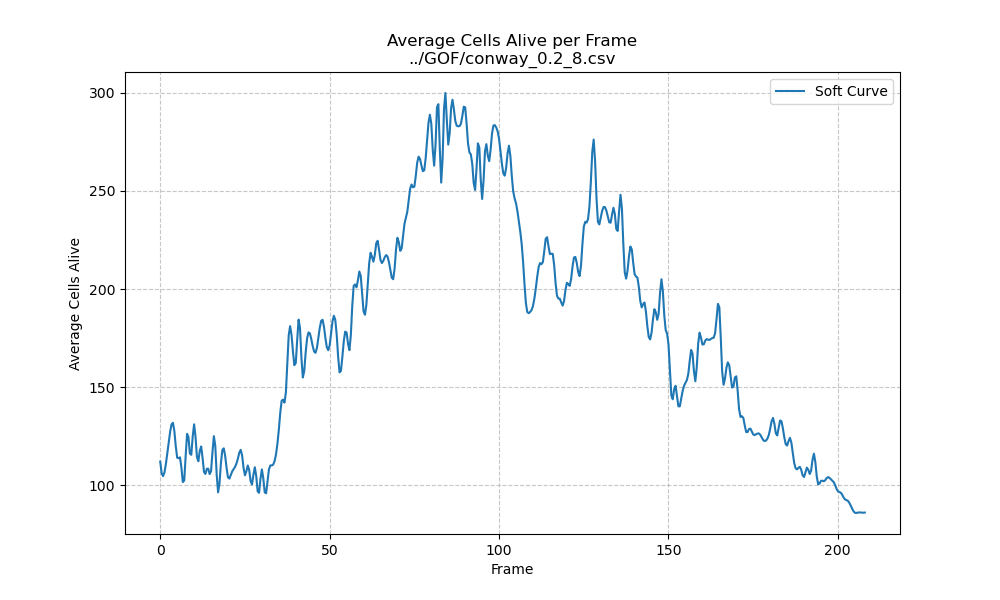 Average Cells Alive per Frame
../GOF/conway_0.2_8.csv
Soft Curve
Average Cells Alive
300
250
200
150
100
0
50
100
150
200
Frame